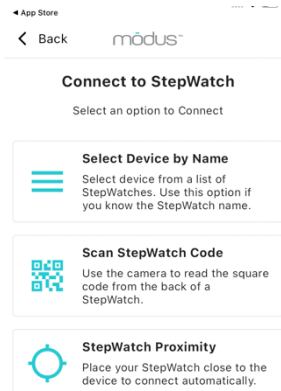 ◀ App Store
Back
modus™
Connect to StepWatch
Select an option to Connect
Select Device by Name
Select device from a list of
StepWatches. Use this option if
you know the StepWatch name.
Scan StepWatch Code
Use the camera to read the square
code from the back of a
StepWatch.
StepWatch Proximity
Place your StepWatch close to the
device to connect automatically.